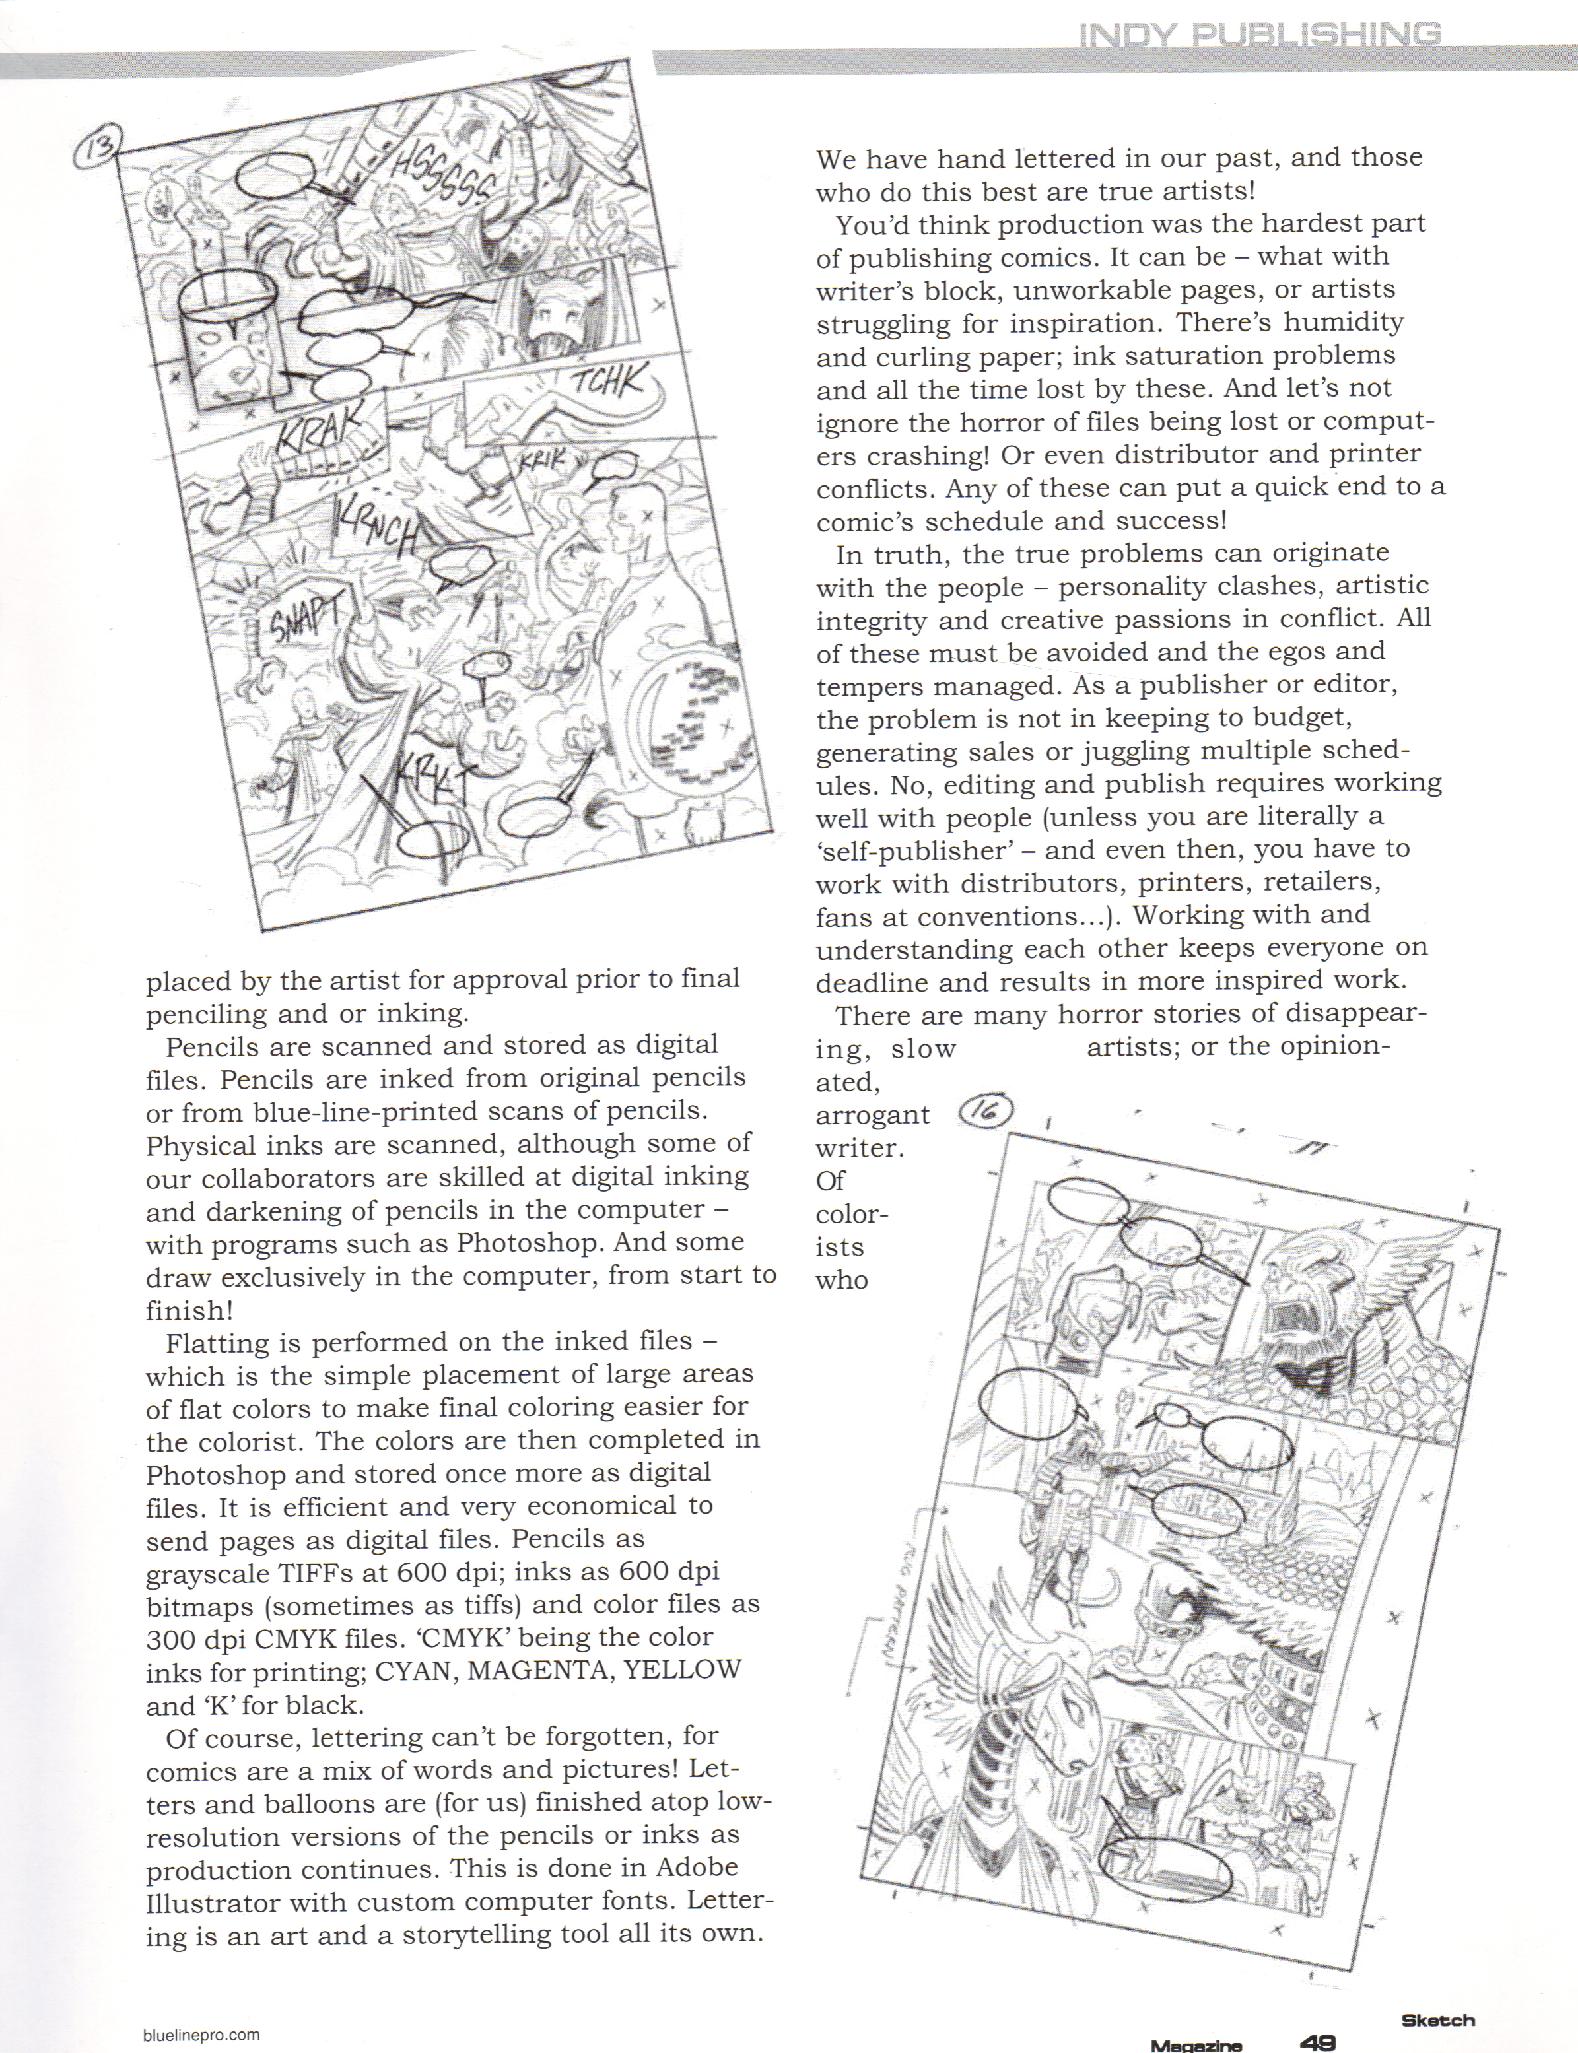 INDY PUBLISHING
13
HSSSSS
TCHK
KRAK
KRIK
KRNCH
SNAPT
KRKT
placed by the artist for approval prior to final
penciling and or inking.
Pencils are scanned and stored as digital
files. Pencils are inked from original pencils
or from blue-line-printed scans of pencils.
Physical inks are scanned, although some of
our collaborators are skilled at digital inking
and darkening of pencils in the computer –
with programs such as Photoshop. And some
draw exclusively in the computer, from start to
finish!
Flatting is performed on the inked files –
which is the simple placement of large areas
of flat colors to make final coloring easier for
the colorist. The colors are then completed in
Photoshop and stored once more as digital
files. It is efficient and very economical to
send pages as digital files. Pencils as
grayscale TIFFs at 600 dpi; inks as 600 dpi
bitmaps (sometimes as tiffs) and color files as
300 dpi CMYK files. ‘CMYK’ being the color
inks for printing; CYAN, MAGENTA, YELLOW
and ‘K’ for black.
Of course, lettering can’t be forgotten, for
comics are a mix of words and pictures! Let-
ters and balloons are (for us) finished atop low-
resolution versions of the pencils or inks as
production continues. This is done in Adobe
Illustrator with custom computer fonts. Letter-
ing is an art and a storytelling tool all its own.
We have hand lettered in our past, and those
who do this best are true artists!
You’d think production was the hardest part
of publishing comics. It can be – what with
writer’s block, unworkable pages, or artists
struggling for inspiration. There’s humidity
and curling paper; ink saturation problems
and all the time lost by these. And let’s not
ignore the horror of files being lost or comput-
ers crashing! Or even distributor and printer
conflicts. Any of these can put a quick end to a
comic’s schedule and success!
In truth, the true problems can originate
with the people – personality clashes, artistic
integrity and creative passions in conflict. All
of these must be avoided and the egos and
tempers managed. As a publisher or editor,
the problem is not in keeping to budget,
generating sales or juggling multiple sched-
ules. No, editing and publish requires working
well with people (unless you are literally a
‘self-publisher’ – and even then, you have to
work with distributors, printers, retailers,
fans at conventions...). Working with and
understanding each other keeps everyone on
deadline and results in more inspired work.
There are many horror stories of disappear-
ing, slow artists; or the opinion-
ated,
arrogant
writer.
Of
color-
ists
who
16
RUG PATTERN
bluelinepro.com
Sketch
Magazine 49